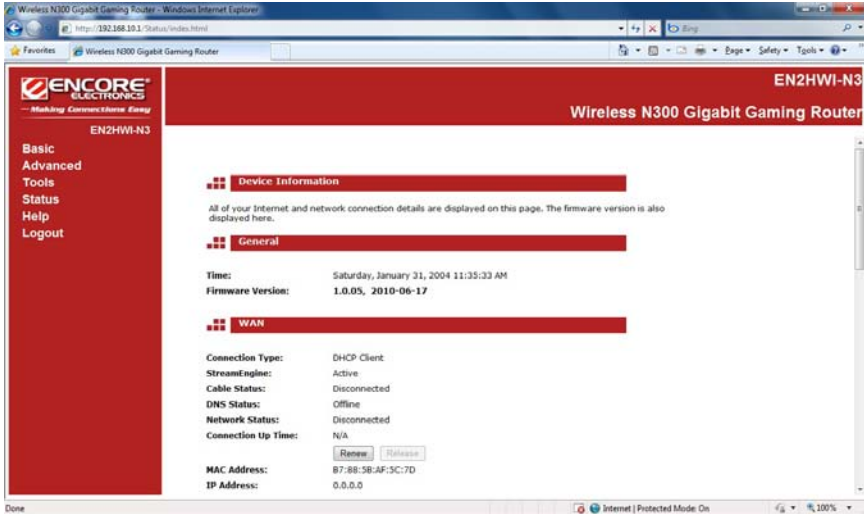 Wireless N300 Gigabit Gaming Router - Windows Internet Explorer
http://192.168.10.1/Status/index.html
Bing
Favorites
Wireless N300 Gigabit Gaming Router
Page
Safety
Tools
ENCORE
ELECTRONICS
Making Connections Easy
EN2HWI-N3
EN2HWI-N3
Wireless N300 Gigabit Gaming Router
Basic
Advanced
Tools
Status
Help
Logout
Device Information
All of your Internet and network connection details are displayed on this page. The firmware version is also
displayed here.
General
Time: Saturday, January 31, 2004 11:35:33 AM
Firmware Version: 1.0.05, 2010-06-17
WAN
Connection Type: DHCP Client
StreamEngine: Active
Cable Status: Disconnected
DNS Status: Offline
Network Status: Disconnected
Connection Up Time: N/A
Renew Release
MAC Address: B7:88:5B:AF:5C:7D
IP Address: 0.0.0.0
Done
Internet | Protected Mode: On
100%